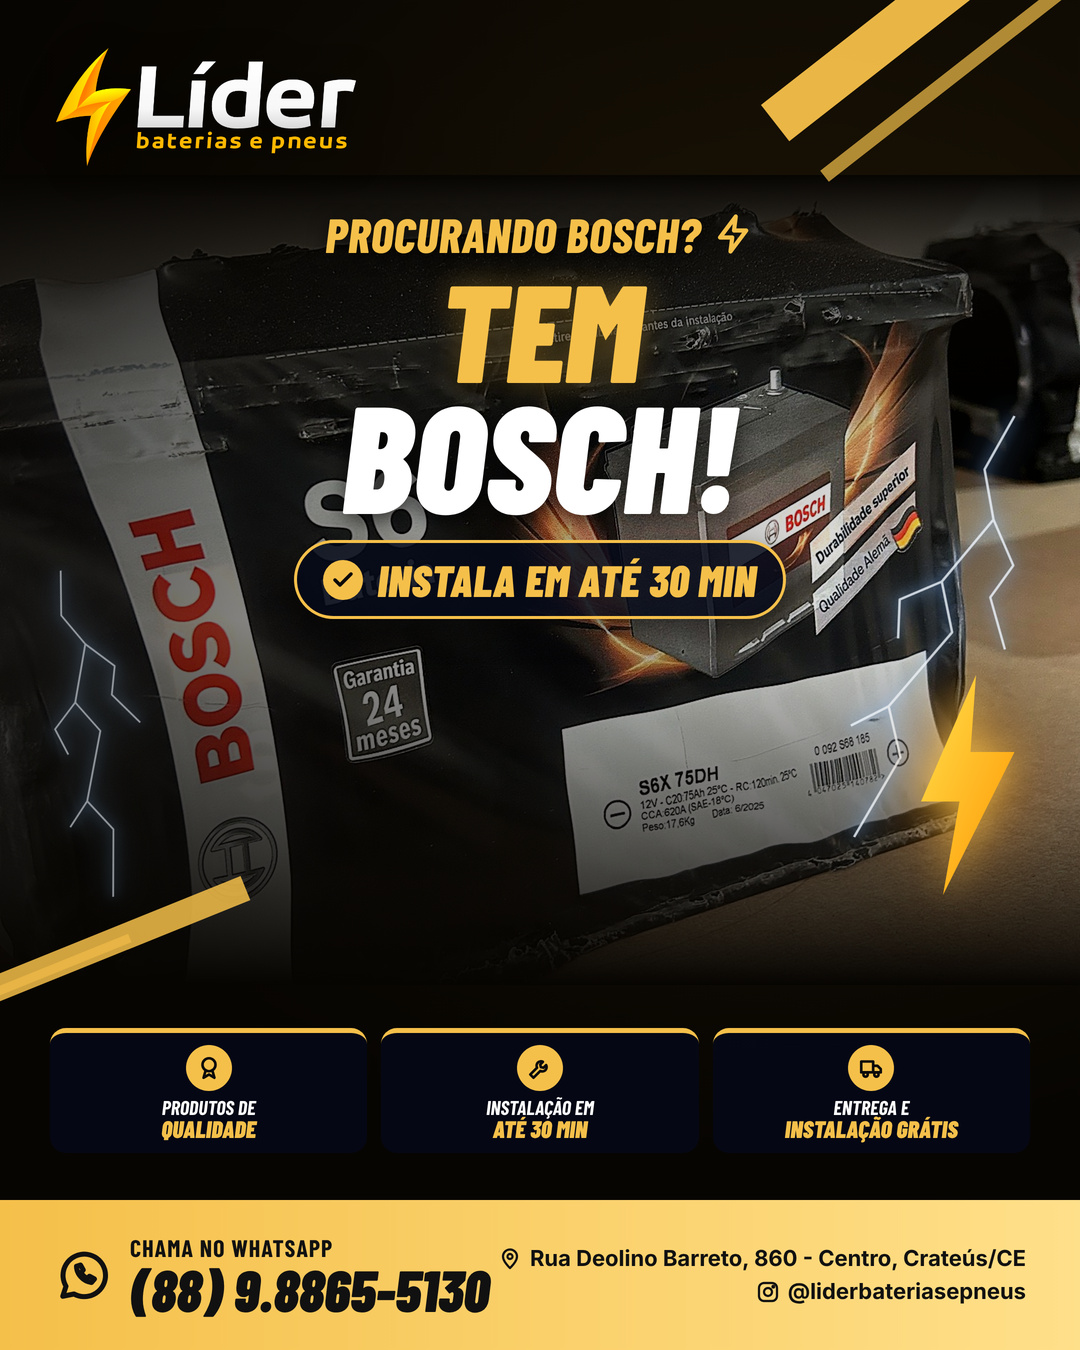 Líder
baterias e pneus
PROCURANDO BOSCH?
TEM
BOSCH!
INSTALA EM ATÉ 30 MIN
antes da instalação
S6
BOSCH
Garantia
24
meses
BOSCH
Durabilidade superior
Qualidade Alemã
S6X 75DH
12V - C20:75Ah 25°C - RC:120min. 25°C
CCA:620A (SAE-18°C)
Peso:17,6Kg Data: 6/2025
0 092 S68 185
PRODUTOS DE
QUALIDADE
INSTALAÇÃO EM
ATÉ 30 MIN
ENTREGA E
INSTALAÇÃO GRÁTIS
CHAMA NO WHATSAPP
(88) 9.8865-5130
Rua Deolino Barreto, 860 - Centro, Crateús/CE
@liderbateriasepneus